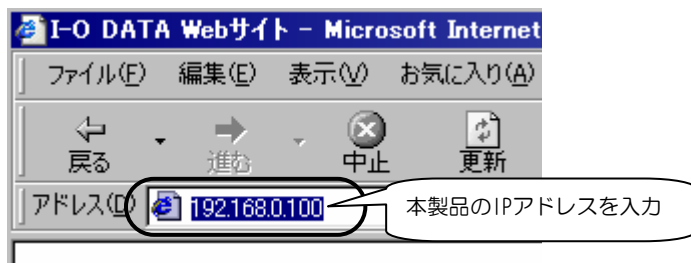 I-O DATA Webサイト - Microsoft Internet
ファイル(F) 編集(E) 表示(V) お気に入り(A)
戻る 進む 中止 更新
アドレス(D) 192.168.0.100 本製品のIPアドレスを入力